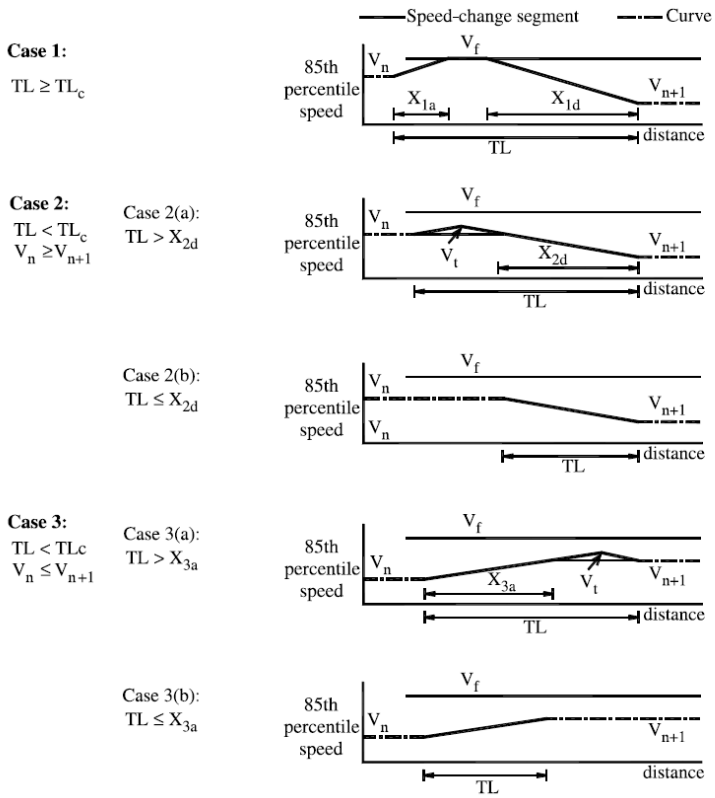 Speed-change segment
Curve
Case 1:
TL ≥ TLc
85th
percentile
speed
Vn
Vf
Vn+1
X1a
X1d
TL
distance
Case 2:
TL < TLc
Vn ≥Vn+1
Case 2(a):
TL > X2d
85th
percentile
speed
Vn
Vf
Vt
X2d
Vn+1
TL
distance
Case 2(b):
TL ≤ X2d
85th
percentile
speed
Vn
Vn
Vf
Vn+1
TL
distance
Case 3:
TL < TLc
Vn ≤ Vn+1
Case 3(a):
TL > X3a
85th
percentile
speed
Vn
Vf
X3a
Vt
Vn+1
TL
distance
Case 3(b):
TL ≤ X3a
85th
percentile
speed
Vn
Vf
Vn+1
TL
distance